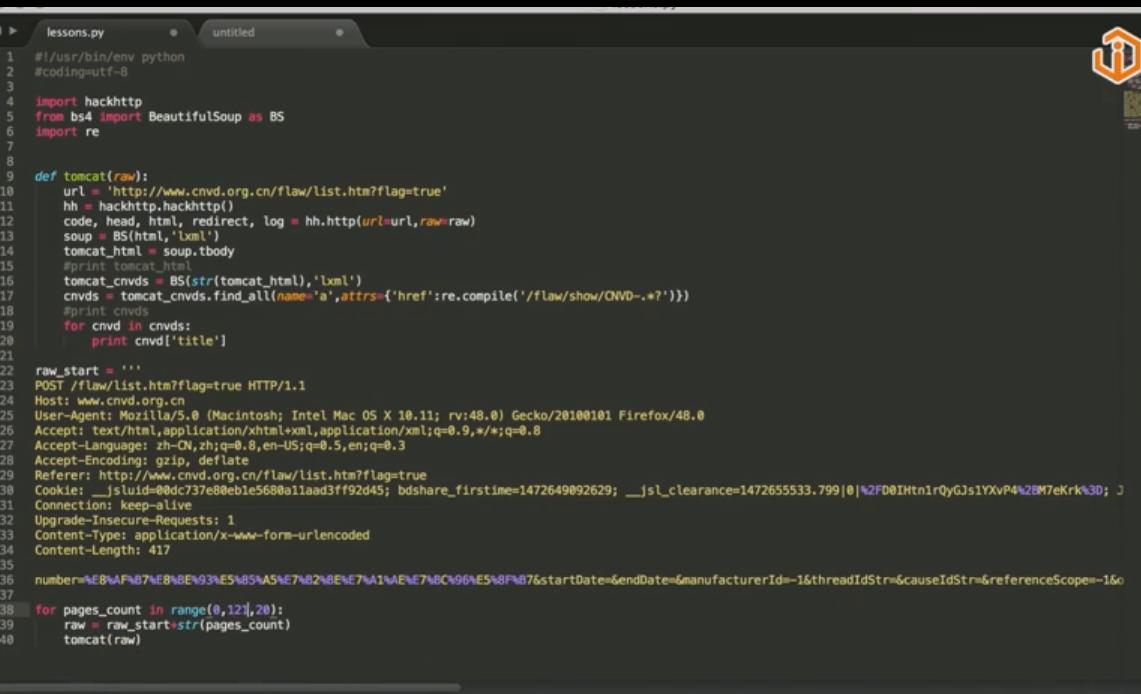 lessons.py
untitled
1 #!/usr/bin/env python
2 #coding=utf-8
3
4 import hackhttp
5 from bs4 import BeautifulSoup as BS
6 import re
7
8
9 def tomcat(raw):
10 url = 'http://www.cnvd.org.cn/flaw/list.htm?flag=true'
11 hh = hackhttp.hackhttp()
12 code, head, html, redirect, log = hh.http(url=url,raw=raw)
13 soup = BS(html,'lxml')
14 tomcat_html = soup.tbody
15 #print tomcat_html
16 tomcat_cnvds = BS(str(tomcat_html),'lxml')
17 cnvds = tomcat_cnvds.find_all(name='a',attrs={'href':re.compile('/flaw/show/CNVD-.*?')})
18 #print cnvds
19 for cnvd in cnvds:
20 print cnvd['title']
21
22 raw_start = '''
23 POST /flaw/list.htm?flag=true HTTP/1.1
24 Host: www.cnvd.org.cn
25 User-Agent: Mozilla/5.0 (Macintosh; Intel Mac OS X 10.11; rv:48.0) Gecko/20100101 Firefox/48.0
26 Accept: text/html,application/xhtml+xml,application/xml;q=0.9,*/*;q=0.8
27 Accept-Language: zh-CN,zh;q=0.8,en-US;q=0.5,en;q=0.3
28 Accept-Encoding: gzip, deflate
29 Referer: http://www.cnvd.org.cn/flaw/list.htm?flag=true
30 Cookie: __jsluid=00dc737e80eb1e5680a11aad3ff92d45; bdshare_firstime=1472649092629; __jsl_clearance=1472655533.799|0|%2FD0IHtn1rQyGJs1YXvP4%2BM7eKrk%3D; J
31 Connection: keep-alive
32 Upgrade-Insecure-Requests: 1
33 Content-Type: application/x-www-form-urlencoded
34 Content-Length: 417
35
36 number=%E8%AF%B7%E8%BE%93%E5%85%A5%E7%B2%BE%E7%A1%AE%E7%BC%96%E5%8F%B7&startDate=&endDate=&manufacturerId=-1&threadIdStr=&causeIdStr=&referenceScope=-1&o
37
38 for pages_count in range(0,121,20):
39 raw = raw_start+str(pages_count)
40 tomcat(raw)